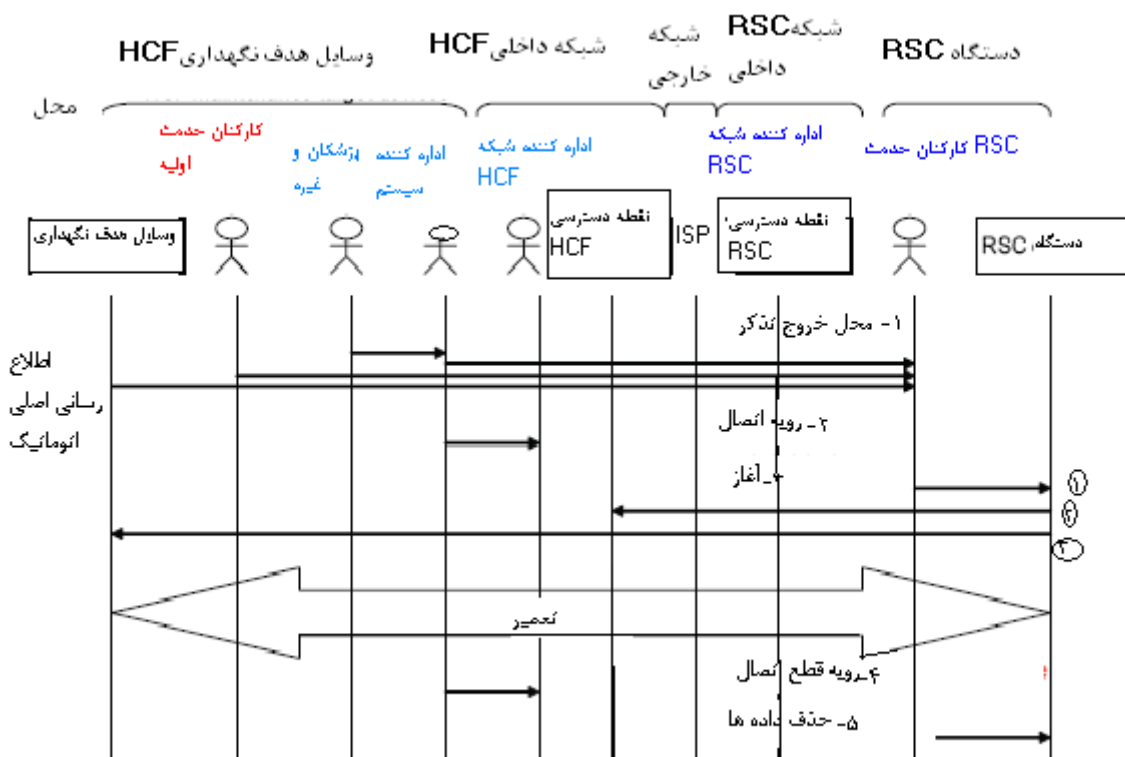 دستگاه RSC
شبکه RSC
داخلی
شبکه
خارجی
شبکه داخلی HCF
وسایل هدف نگهداری HCF
محل
کارکنان خدمت RSC
اداره کننده شبکه
RSC
اداره کننده شبکه
HCF
اداره کننده
سیستم
پزشکان و
غیره
کارکنان خدمت
اولیه
دستگاه RSC
نقطه دسترسی
RSC
ISP
نقطه دسترسی
HCF
وسایل هدف نگهداری
۱- محل خروج تذکر
اطلاع
رسانی اصلی
اتوماتیک
۲- رویه اتصال
آغاز
۱
۲
۳
تعمیر
۴-رویه قطع اتصال
۵- حذف داده ها